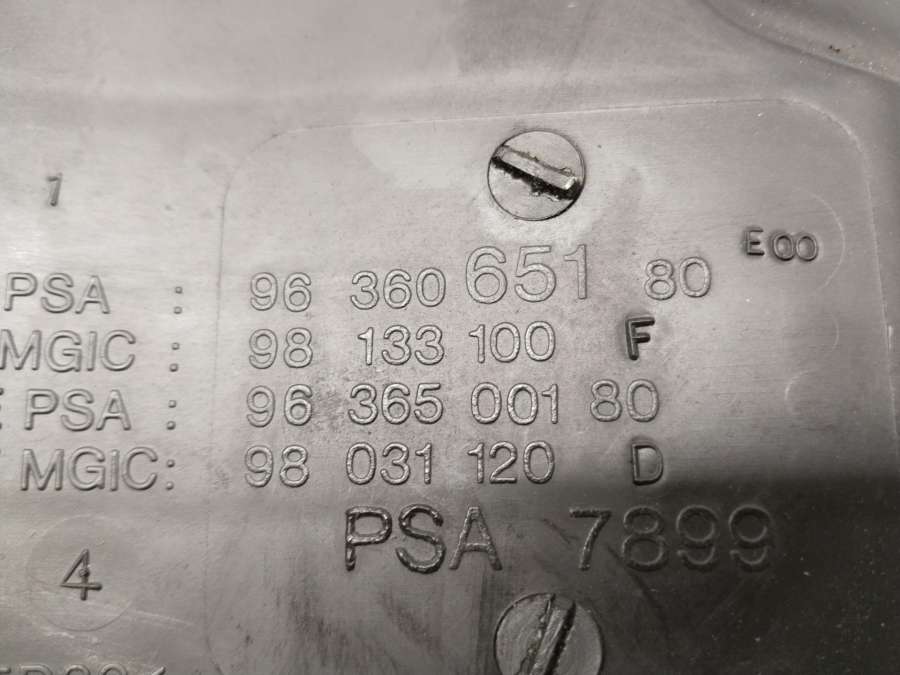 1
E00
PSA : 96 360 651 80
MGIC : 98 133 100 F
E PSA : 96 365 001 80
MGIC: 98 031 120 D
PSA 7899
4